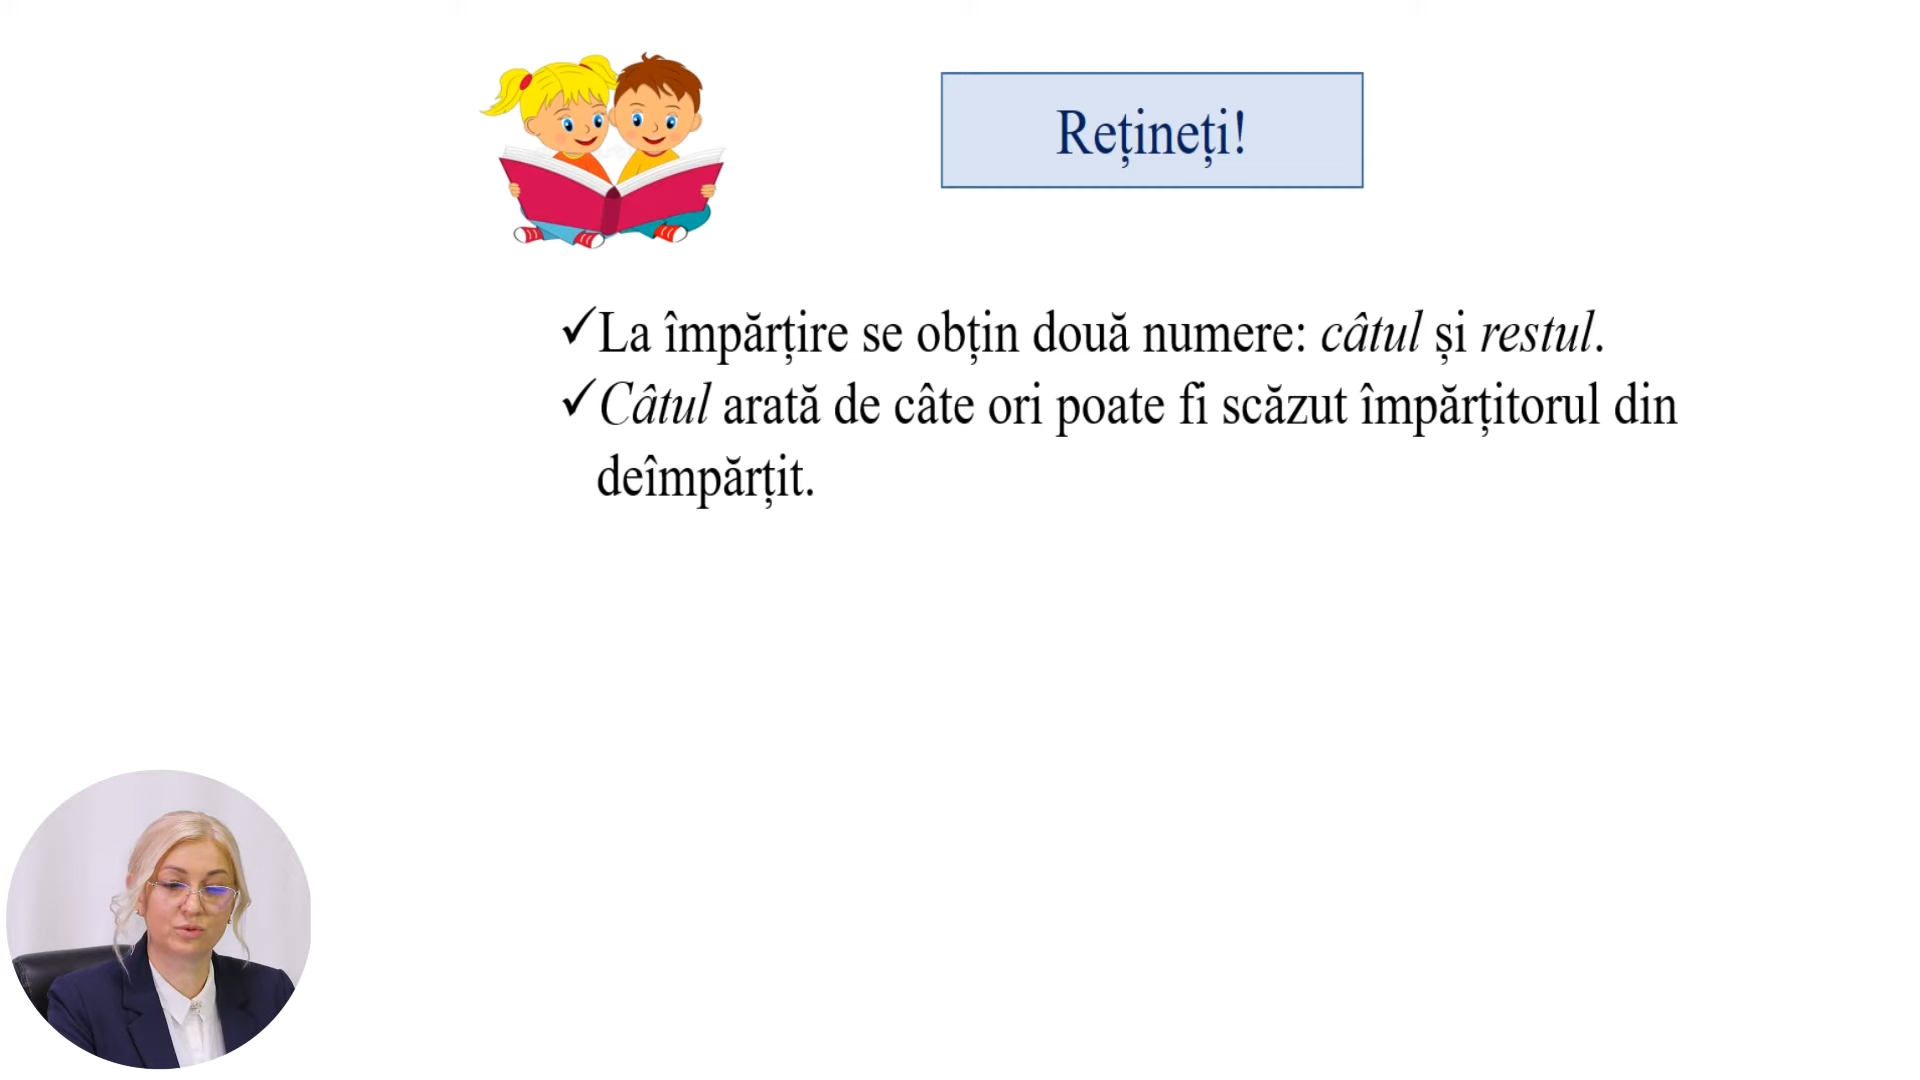 Rețineți!
✓La împărțire se obțin două numere: câtul și restul.
✓Câtul arată de câte ori poate fi scăzut împărțitorul din
deîmpărțit.